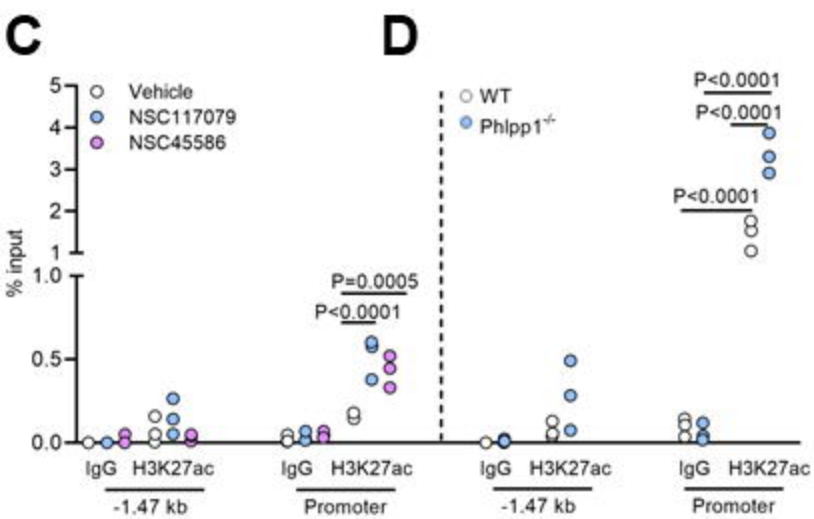 C
D
5
4
3
2
1
1.0
0.5
0.0
% input
Vehicle
NSC117079
NSC45586
P=0.0005
P<0.0001
WT
Phlpp1-/-
P<0.0001
P<0.0001
P<0.0001
IgG H3K27ac IgG H3K27ac IgG H3K27ac IgG H3K27ac
-1.47 kb Promoter -1.47 kb Promoter